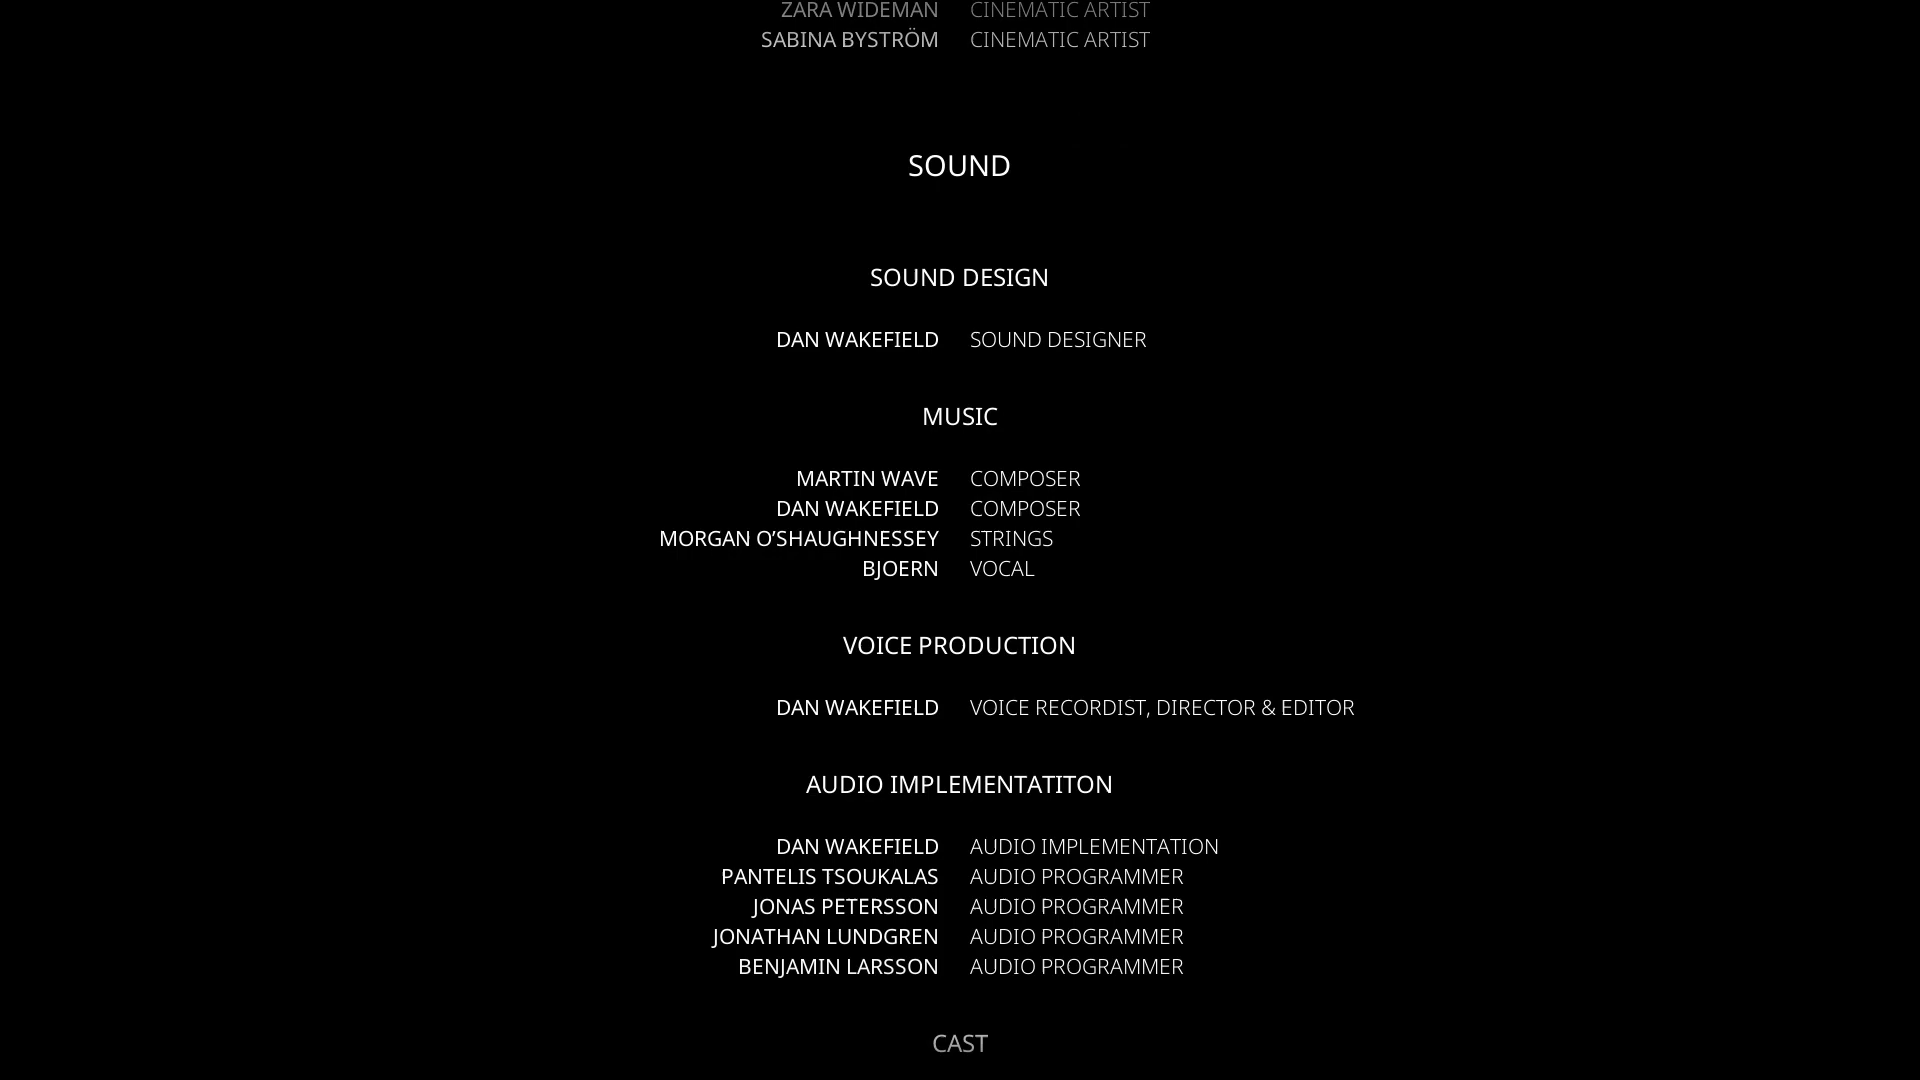 ZARA WIDEMAN CINEMATIC ARTIST
SABINA BYSTRÖM CINEMATIC ARTIST
SOUND
SOUND DESIGN
DAN WAKEFIELD SOUND DESIGNER
MUSIC
MARTIN WAVE COMPOSER
DAN WAKEFIELD COMPOSER
MORGAN O’SHAUGHNESSEY STRINGS
BJOERN VOCAL
VOICE PRODUCTION
DAN WAKEFIELD VOICE RECORDIST, DIRECTOR & EDITOR
AUDIO IMPLEMENTATITON
DAN WAKEFIELD AUDIO IMPLEMENTATION
PANTELIS TSOUKALAS AUDIO PROGRAMMER
JONAS PETERSSON AUDIO PROGRAMMER
JONATHAN LUNDGREN AUDIO PROGRAMMER
BENJAMIN LARSSON AUDIO PROGRAMMER
CAST